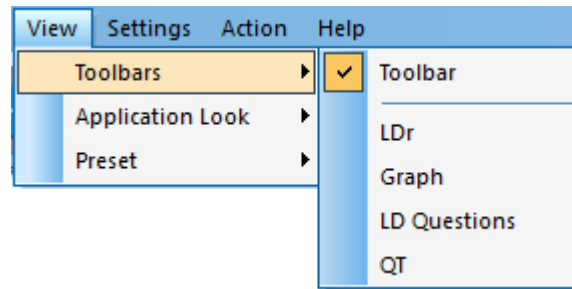 View Settings Action Help
Toolbars
Application Look
Preset
Toolbar
LDr
Graph
LD Questions
QT